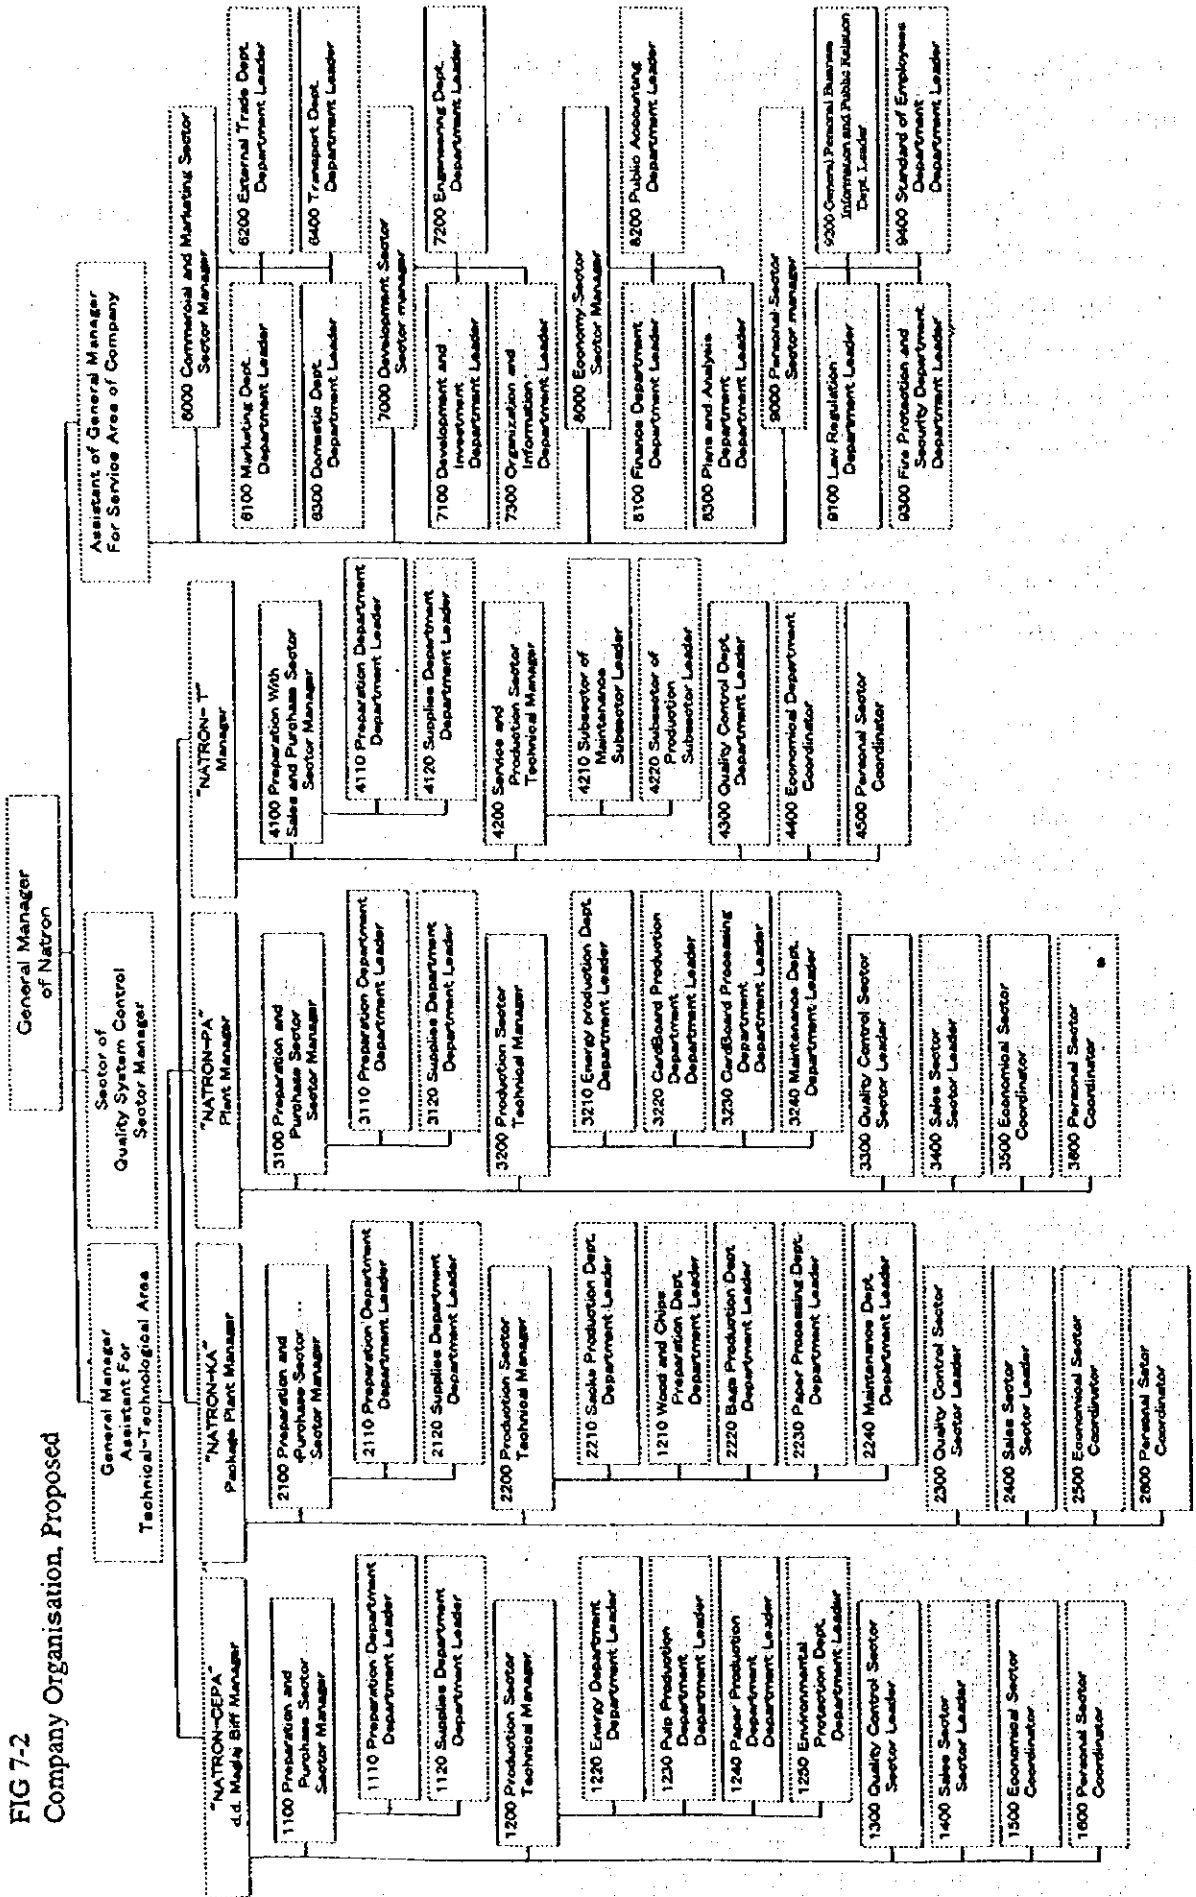 FIG 7-2
Company Organisation, Proposed
General Manager
of Natron
General Manager
Assistant For
Technical-Technological Area
Sector of
Quality System Control
Sector Manager
Assistant of General Manager
For Service Area of Company
"NATRON-CEPA"
d.d. Maglaj Biff Manager
1100 Preparation and
Purchase Sector
Sector Manager
1110 Preparation Department
Department Leader
1120 Supplies Department
Department Leader
1200 Production Sector
Technical Manager
1220 Energy Department
Department Leader
1230 Pulp Production
Department
Department Leader
1240 Paper Production
Department Leader
1250 Environmental
Protection Dept.
Department Leader
1300 Quality Control Sector
Sector Leader
1400 Sales Sector
Sector Leader
1500 Economical Sector
Coordinator
1600 Personal Sector
Coordinator
"NATRON-KA"
Package Plant Manager
2100 Preparation and
Purchase Sector
Sector Manager
2110 Preparation Department
Department Leader
2120 Supplies Department
Department Leader
2200 Production Sector
Technical Manager
2210 Sacks Production Dept.
Department Leader
1210 Wood and Chips
Preparation Dept.
Department Leader
2220 Bags Production Dept
Department Leader
2230 Paper Processing Dept.
Department Leader
2240 Maintenance Dept.
Department Leader
2300 Quality Control Sector
Sector Leader
2400 Sales Sector
Sector Leader
2500 Economical Sector
Coordinator
2600 Personal Sator
Coordinator
"NATRON-PA"
Plant Manager
3100 Preparation and
Purchase Sector
Sector Manager
3110 Preparation Department
Department Leader
3120 Supplies Department
Department Leader
3200 Production Sector
Technical Manager
3210 Energy production Dept.
Department Leader
3220 CardBoard Production
Department
Department Leader
3230 CardBoard Processing
Department
Department Leader
3240 Maintenance Dept.
Department Leader
3300 Quality Control Sector
Sector Leader
3400 Sales Sector
Sector Leader
3500 Economical Sector
Coordinator
3600 Personal Sector
Coordinator
"NATRON-T"
Manager
4100 Preparation With
Sales and Purchase Sector
Sector Manager
4110 Preparation Department
Department Leader
4120 Supplies Department
Department Leader
4200 Service and
Production Sector
Technical Manager
4210 Subsector of
Maintenance
Subsector Leader
4220 Subsector of
Production
Subsector Leader
4300 Quality Control Dept.
Department Leader
4400 Economical Department
Coordinator
4500 Personal Sector
Coordinator
6000 Commercial and Marketing Sector
Sector Manager
6100 Marketing Dept.
Department Leader
6200 External Trade Dept.
Department Leader
6300 Domestic Dept.
Department Leader
6400 Transport Dept.
Department Leader
7000 Development Sector
Sector manager
7100 Development and
Investment
Department Leader
7200 Engeneering Dept.
Department Leader
7300 Organization and
Information
Department Leader
8000 Economy Sector
Sector Manager
8100 Finance Department
Department Leader
8200 Public Accounting
Department Leader
8300 Plans and Analysis
Department
Department Leader
9000 Personal Sector
Sector manager
9100 Law Regulation
Department Leader
9200 General Personal Business
Information and Public Relation
Dept. Leader
9300 Fire Protection and
Security Department
Department Leader
9400 Standard of Employees
Department
Department Leader